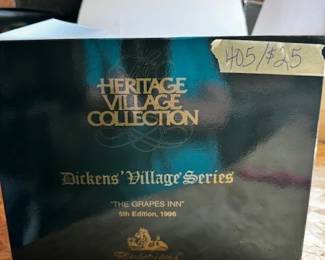 405/$25
HERITAGE
VILLAGE
COLLECTION
Dickens' Village Series
"THE GRAPES INN"
5th Edition, 1996